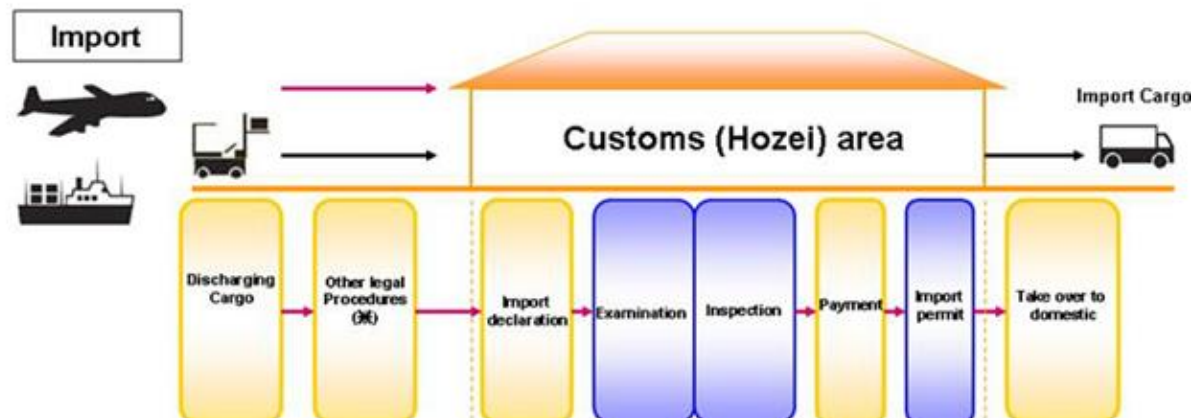 Import
Import Cargo
Customs (Hozei) area
Discharging
Cargo
Other legal
Procedures
(※)
Import
declaration
Examination
Inspection
Payment
Import
permit
Take over to
domestic